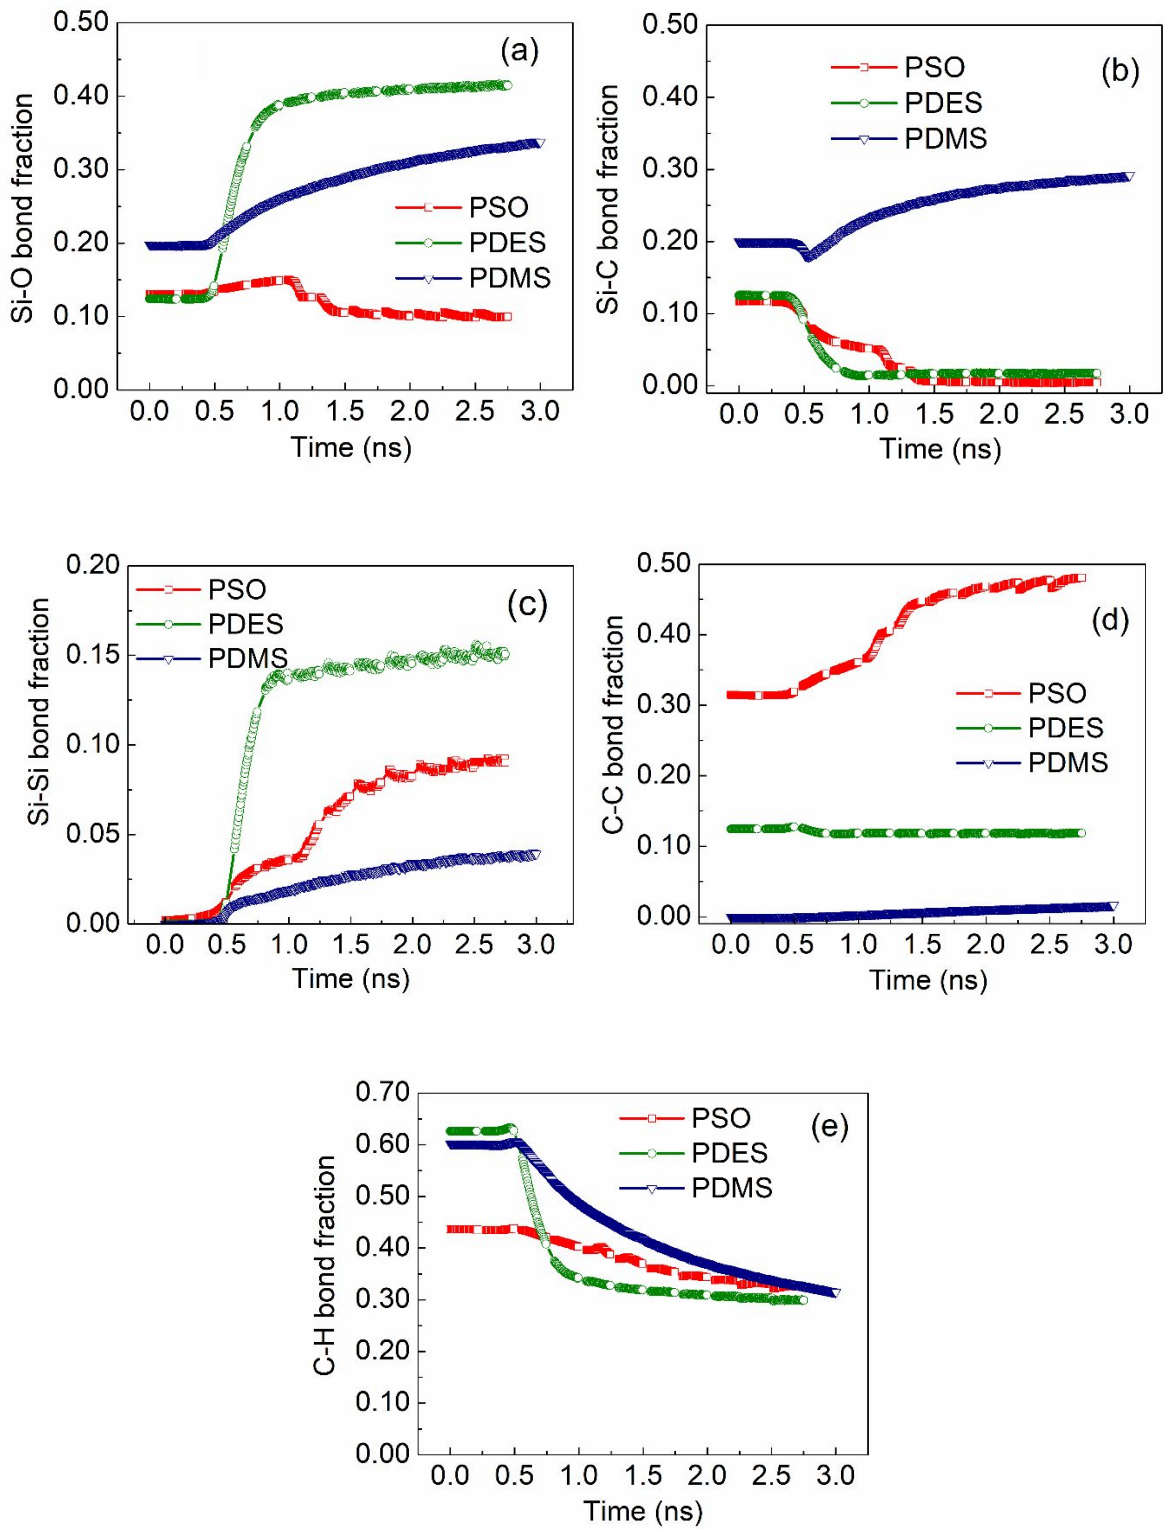 (a)
Si-O bond fraction
0.50
0.40
0.30
0.20
0.10
0.00
PSO
PDES
PDMS
0.0 0.5 1.0 1.5 2.0 2.5 3.0
Time (ns)
(b)
Si-C bond fraction
0.50
0.40
0.30
0.20
0.10
0.00
PSO
PDES
PDMS
0.0 0.5 1.0 1.5 2.0 2.5 3.0
Time (ns)
(c)
Si-Si bond fraction
0.20
0.15
0.10
0.05
0.00
PSO
PDES
PDMS
0.0 0.5 1.0 1.5 2.0 2.5 3.0
Time (ns)
(d)
C-C bond fraction
0.50
0.40
0.30
0.20
0.10
0.00
PSO
PDES
PDMS
0.0 0.5 1.0 1.5 2.0 2.5 3.0
Time (ns)
(e)
C-H bond fraction
0.70
0.60
0.50
0.40
0.30
0.20
0.10
0.00
PSO
PDES
PDMS
0.0 0.5 1.0 1.5 2.0 2.5 3.0
Time (ns)